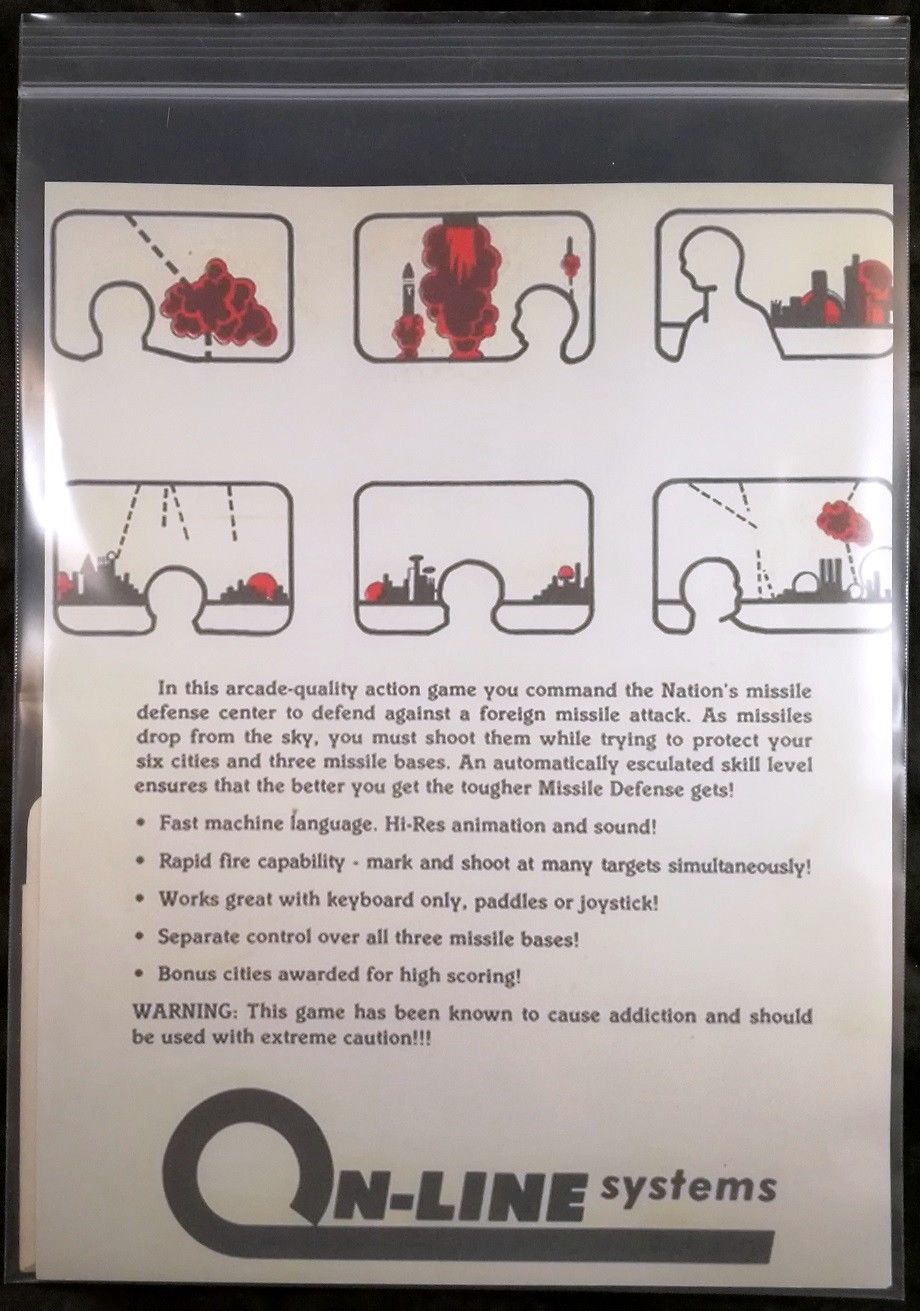 In this arcade-quality action game you command the Nation's missile
defense center to defend against a foreign missile attack. As missiles
drop from the sky, you must shoot them while trying to protect your
six cities and three missile bases. An automatically esculated skill level
ensures that the better you get the tougher Missile Defense gets!
• Fast machine language. Hi-Res animation and sound!
• Rapid fire capability - mark and shoot at many targets simultaneously!
• Works great with keyboard only, paddles or joystick!
• Separate control over all three missile bases!
• Bonus cities awarded for high scoring!
WARNING: This game has been known to cause addiction and should
be used with extreme caution!!!
ON-LINE systems